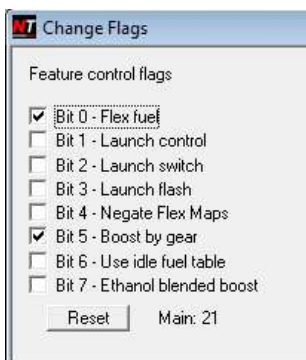 NT Change Flags
Feature control flags
Bit 0 - Flex fuel
Bit 1 - Launch control
Bit 2 - Launch switch
Bit 3 - Launch flash
Bit 4 - Negate Flex Maps
Bit 5 - Boost by gear
Bit 6 - Use idle fuel table
Bit 7 - Ethanol blended boost
Reset Main: 21